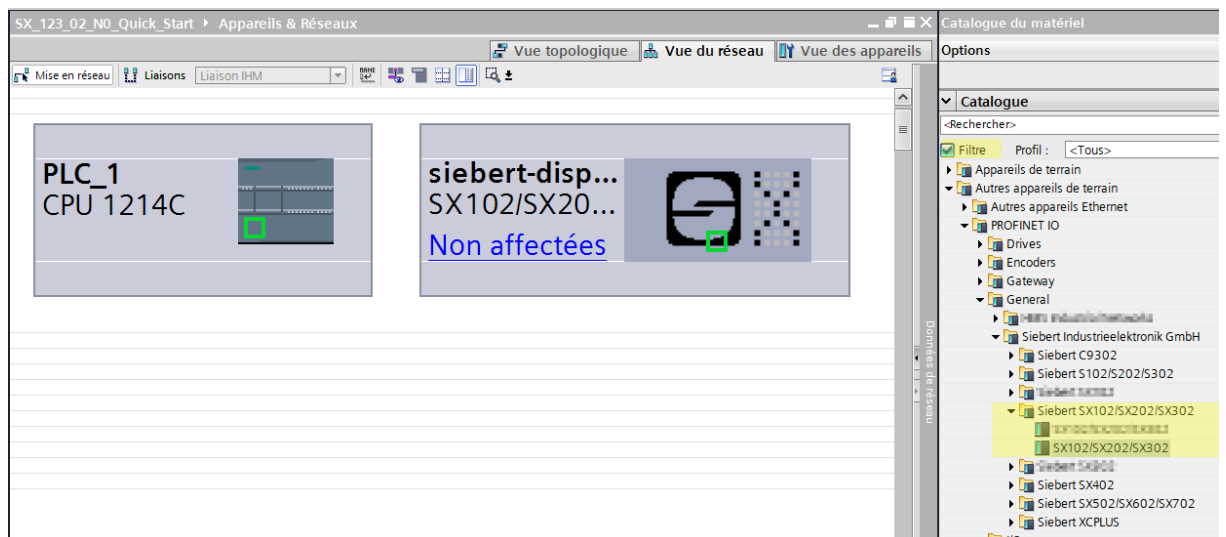 SX_123_02_N0_Quick_Start ▸ Appareils & Réseaux
Vue topologique
Vue du réseau
Vue des appareils
Mise en réseau
Liaisons
Liaison IHM
PLC_1
CPU 1214C
siebert-disp...
SX102/SX20...
Non affectées
Données de réseau
Catalogue du matériel
Options
Catalogue
<Rechercher>
Filtre
Profil :
<Tous>
Appareils de terrain
Autres appareils de terrain
Autres appareils Ethernet
PROFINET IO
Drives
Encoders
Gateway
General
Siebert Industrieelektronik GmbH
Siebert C9302
Siebert S102/S202/S302
Siebert SX102/SX202/SX302
SX102/SX202/SX302
Siebert SX402
Siebert SX502/SX602/SX702
Siebert XCPLUS